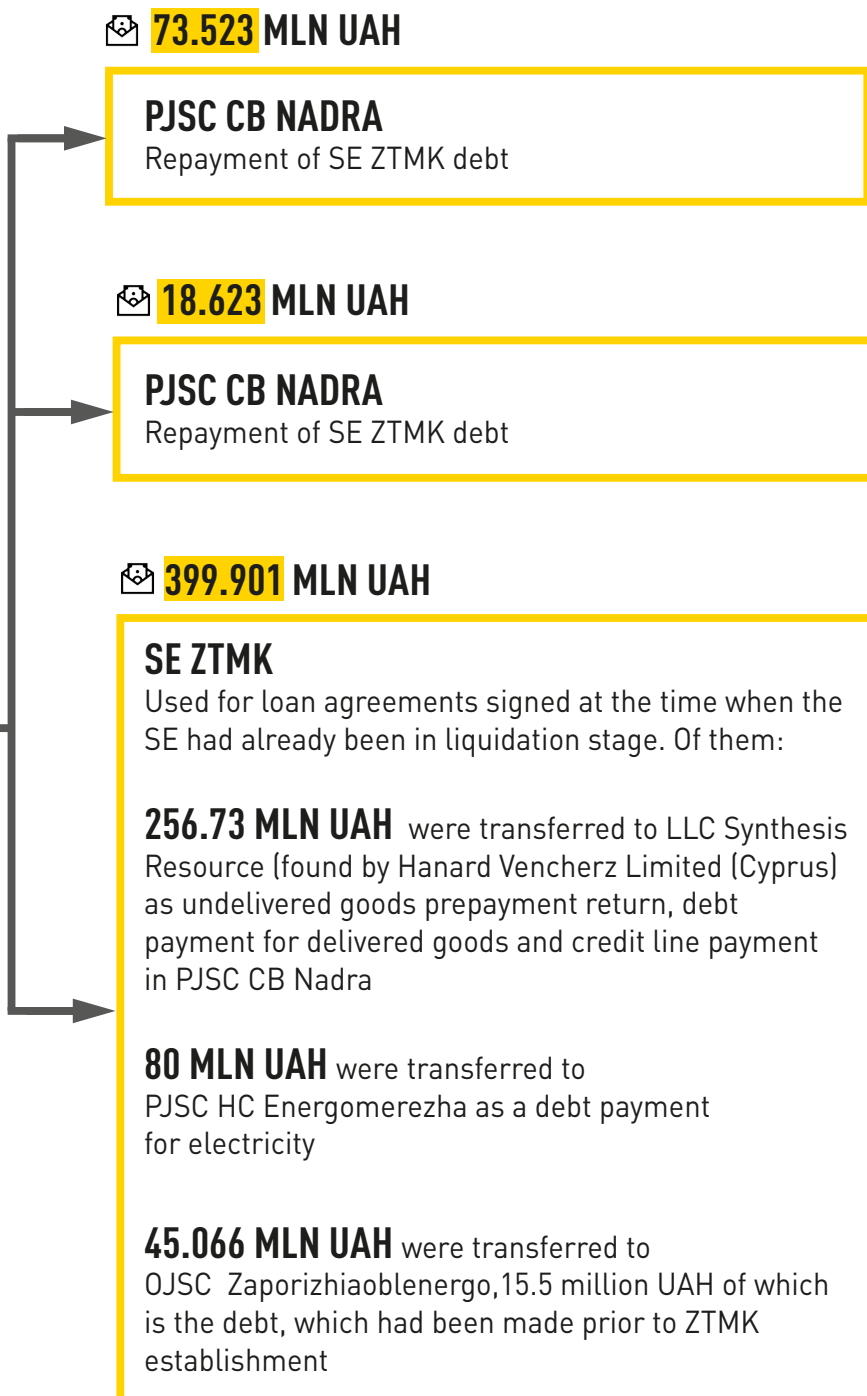 73.523 MLN UAH
PJSC CB NADRA
Repayment of SE ZTMK debt
18.623 MLN UAH
PJSC CB NADRA
Repayment of SE ZTMK debt
399.901 MLN UAH
SE ZTMK
Used for loan agreements signed at the time when the
SE had already been in liquidation stage. Of them:
256.73 MLN UAH were transferred to LLC Synthesis
Resource (found by Hanard Vencherz Limited (Cyprus)
as undelivered goods prepayment return, debt
payment for delivered goods and credit line payment
in PJSC CB Nadra
80 MLN UAH were transferred to
PJSC HC Energomerezha as a debt payment
for electricity
45.066 MLN UAH were transferred to
OJSC Zaporizhiaoblenergo,15.5 million UAH of which
is the debt, which had been made prior to ZTMK
establishment